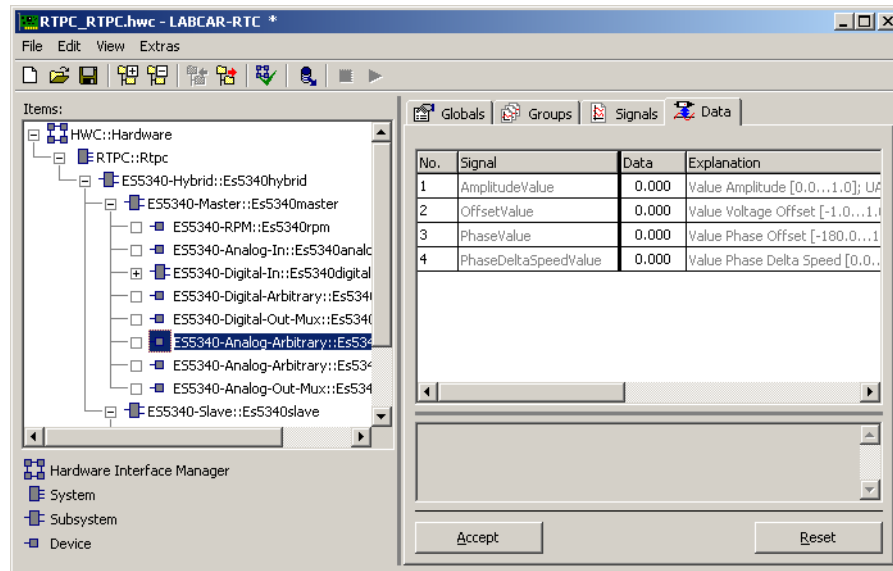 RTPC_RTPC.hwc - LABCAR-RTC *
File Edit View Extras
Items:
HWC::Hardware
RTPC::Rtpc
ES5340-Hybrid::Es5340hybrid
ES5340-Master::Es5340master
ES5340-RPM::Es5340rpm
ES5340-Analog-In::Es5340analo
ES5340-Digital-In::Es5340digital
ES5340-Digital-Arbitrary::Es534
ES5340-Digital-Out-Mux::Es534
ES5340-Analog-Arbitrary::Es534
ES5340-Analog-Arbitrary::Es534
ES5340-Analog-Out-Mux::Es534
ES5340-Slave::Es5340slave
Hardware Interface Manager
System
Subsystem
Device
Globals Groups Signals Data
No. Signal Data Explanation
1 AmplitudeValue 0.000 Value Amplitude [0.0...1.0]; UA
2 OffsetValue 0.000 Value Voltage Offset [-1.0...1.
3 PhaseValue 0.000 Value Phase Offset [-180.0...1
4 PhaseDeltaSpeedValue 0.000 Value Phase Delta Speed [0.0..
Accept Reset